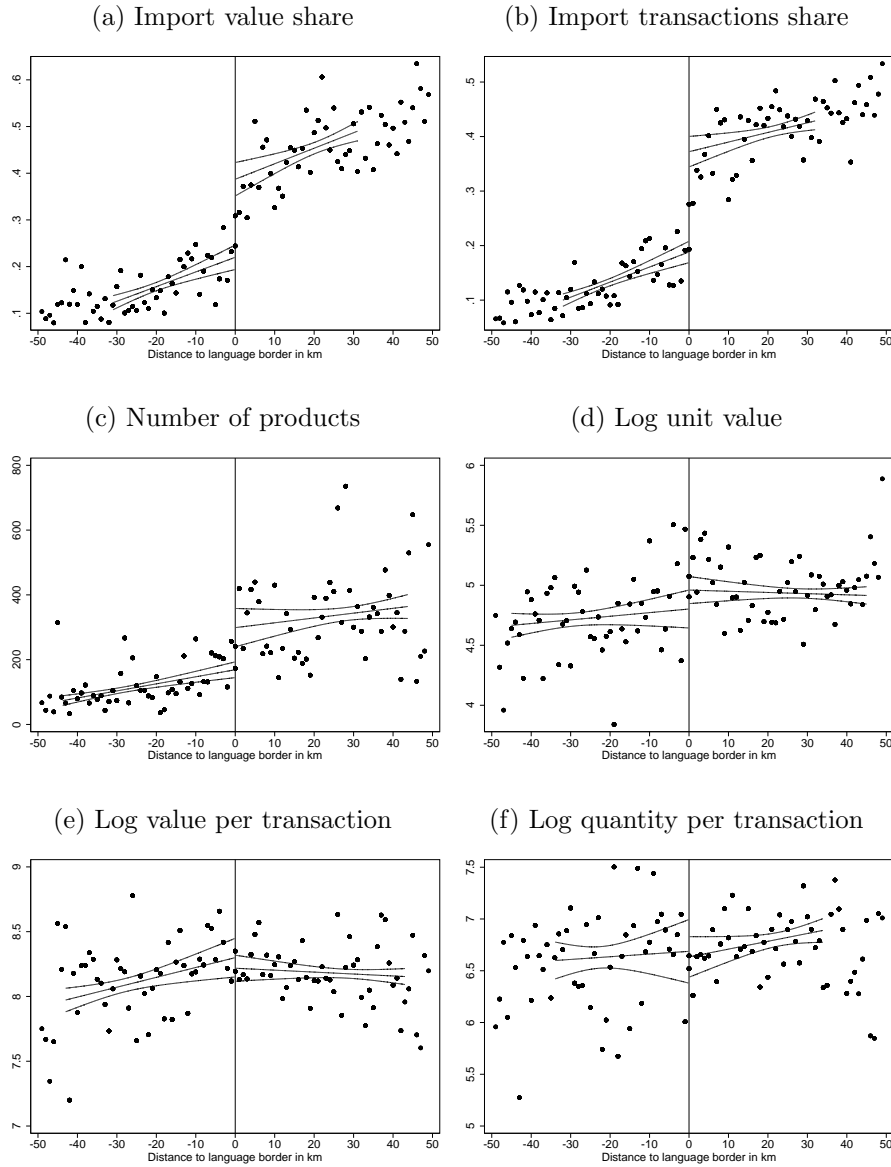 (a) Import value share
(b) Import transactions share
.6
.5
.4
.3
.2
.1
-50 -40 -30 -20 -10 0 10 20 30 40 50
Distance to language border in km
.5
.4
.3
.2
.1
-50 -40 -30 -20 -10 0 10 20 30 40 50
Distance to language border in km
(c) Number of products
(d) Log unit value
800
600
400
200
0
-50 -40 -30 -20 -10 0 10 20 30 40 50
Distance to language border in km
6
5.5
5
4.5
4
-50 -40 -30 -20 -10 0 10 20 30 40 50
Distance to language border in km
(e) Log value per transaction
(f) Log quantity per transaction
9
8.5
8
7.5
7
-50 -40 -30 -20 -10 0 10 20 30 40 50
Distance to language border in km
7.5
7
6.5
6
5.5
5
-50 -40 -30 -20 -10 0 10 20 30 40 50
Distance to language border in km